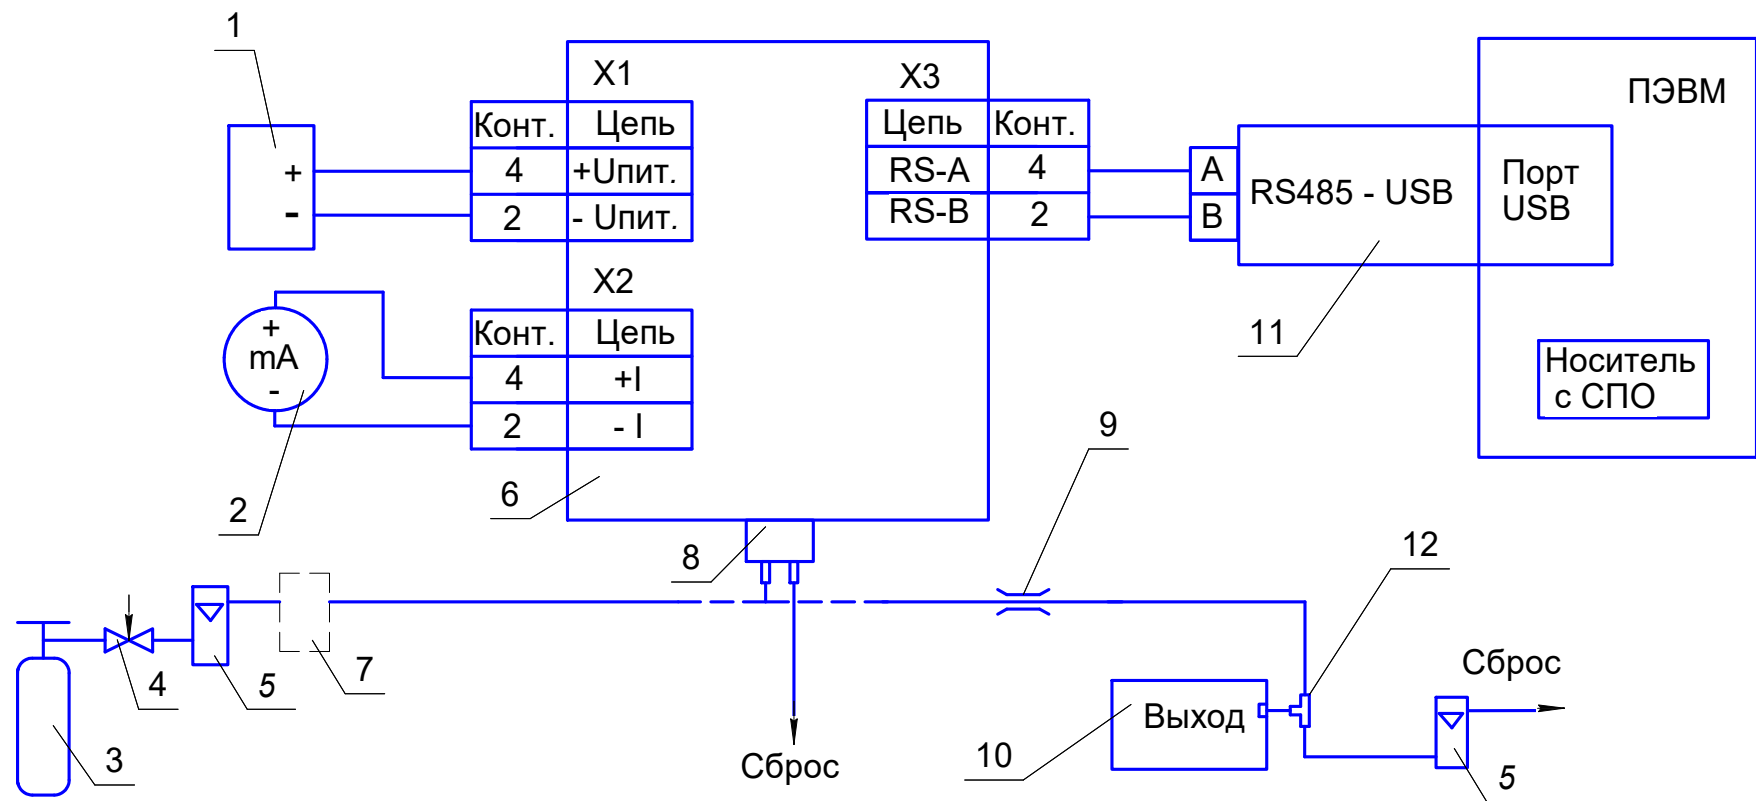 1
X1
Конт. Цепь
4 +Uпит.
2 - Uпит.
+
-
X3
Цепь Конт.
RS-A 4
RS-B 2
A
B
RS485 - USB
Порт
USB
ПЭВМ
11
Носитель
с СПО
X2
Конт. Цепь
4 +I
2 - I
+
mA
-
2
6
8
9
12
4
5
7
3
Сброс
10
Выход
Сброс
5